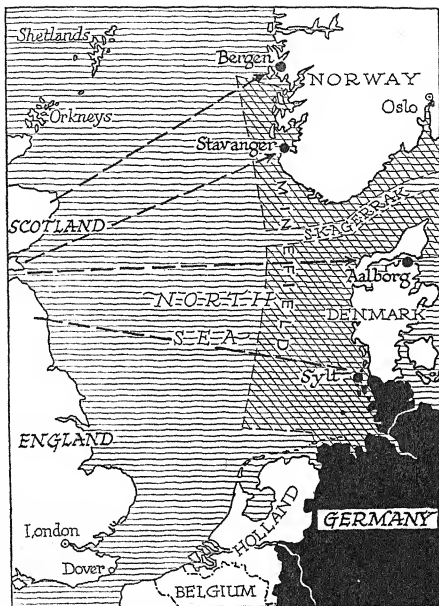 Shetlands
Bergen
NORWAY
Oslo
Orkneys
Stavanger
SCOTLAND
SKAGERRAK
MINEFIELD
Aalborg
NORTH
SEA
DENMARK
Sylt
ENGLAND
London
Dover
HOLLAND
GERMANY
BELGIUM